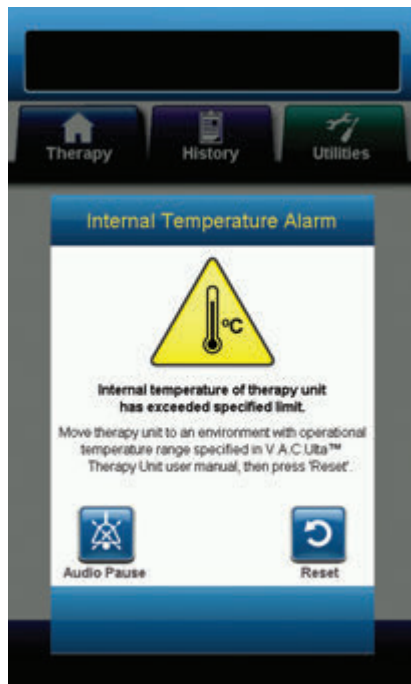 Therapy History Utilities
Internal Temperature Alarm
°C
Internal temperature of therapy unit
has exceeded specified limit.
Move therapy unit to an environment with operational
temperature range specified in V.A.C.Ulta™
Therapy Unit user manual, then press 'Reset'.
Audio Pause Reset